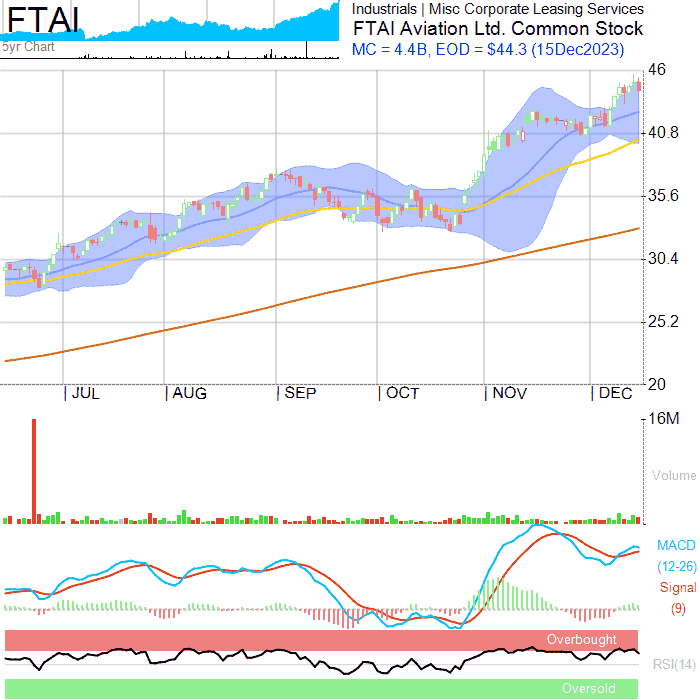 FTAI
5yr Chart
Industrials | Misc Corporate Leasing Services
FTAI Aviation Ltd. Common Stock
MC = 4.4B, EOD = $44.3 (15Dec2023)
46
40.8
35.6
30.4
25.2
20
| JUL | AUG | SEP | OCT | NOV | DEC
16M
Volume
MACD
(12-26)
Signal
(9)
Overbought
RSI(14)
Oversold